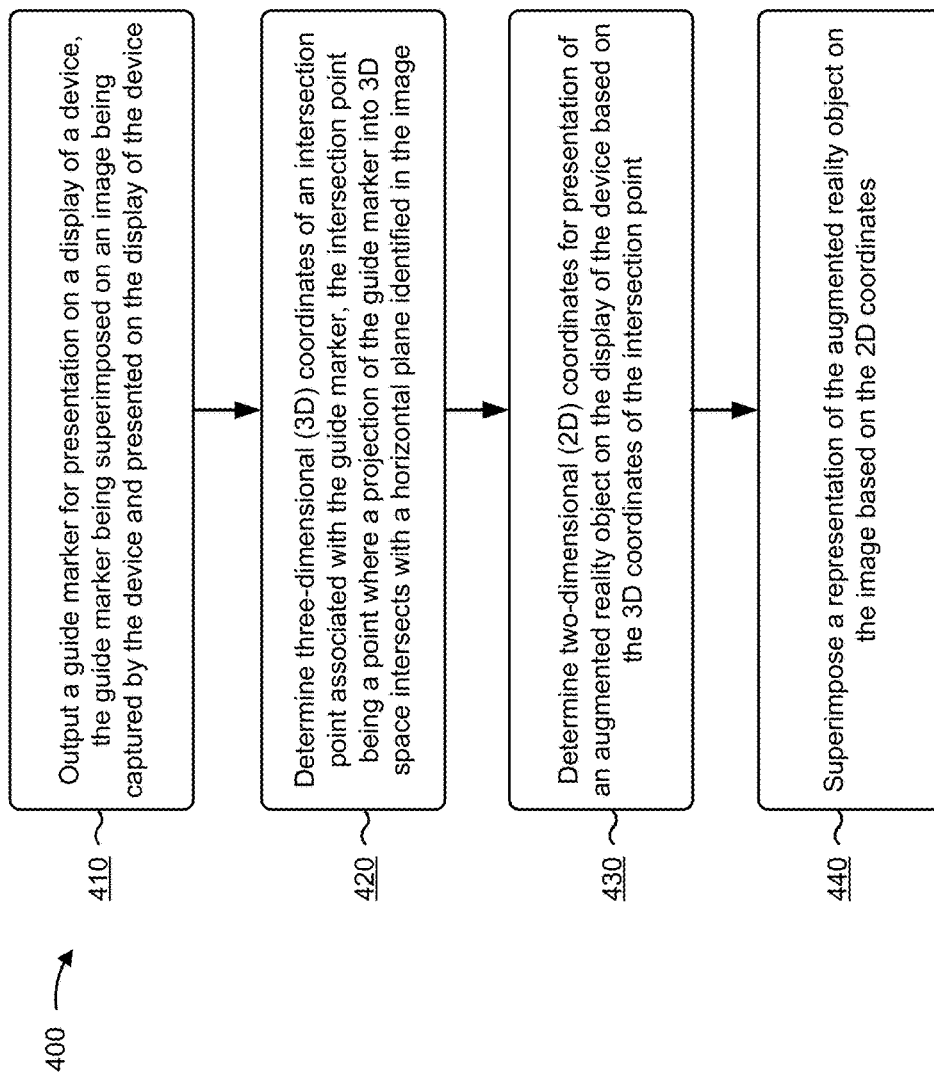 400
410
Output a guide marker for presentation on a display of a device,
the guide marker being superimposed on an image being
captured by the device and presented on the display of the device
420
Determine three-dimensional (3D) coordinates of an intersection
point associated with the guide marker, the intersection point
being a point where a projection of the guide marker into 3D
space intersects with a horizontal plane identified in the image
430
Determine two-dimensional (2D) coordinates for presentation of
an augmented reality object on the display of the device based on
the 3D coordinates of the intersection point
440
Superimpose a representation of the augmented reality object on
the image based on the 2D coordinates